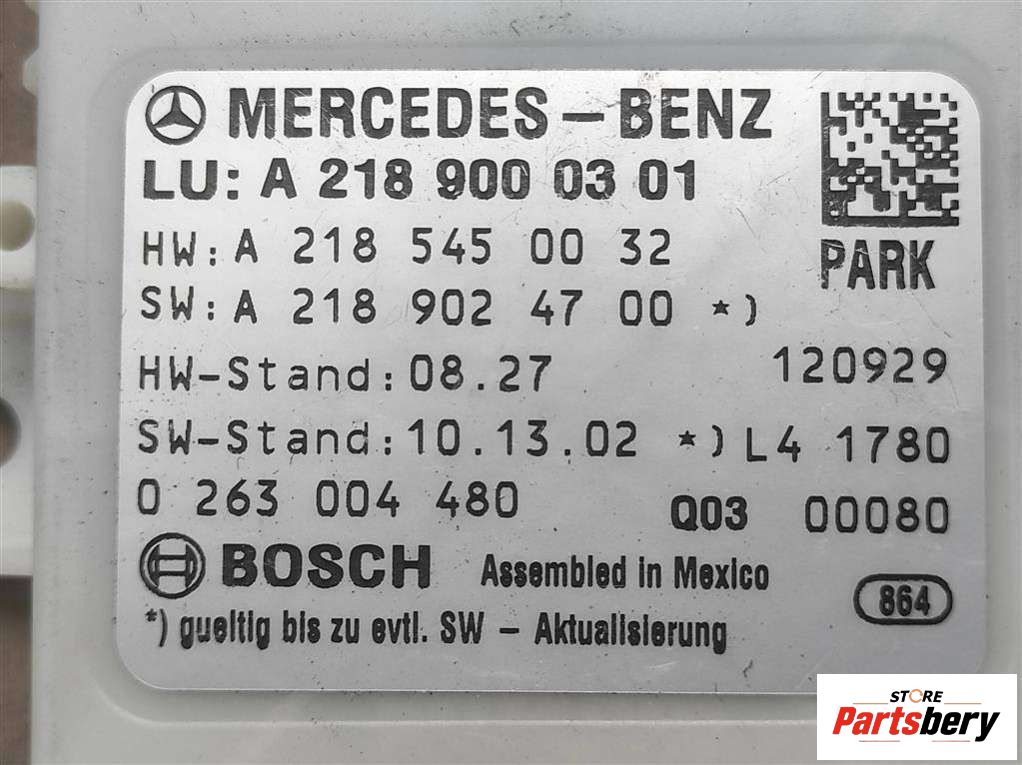 MERCEDES-BENZ
LU: A 218 900 03 01
HW: A 218 545 00 32
PARK
SW: A 218 902 47 00 *)
HW-Stand: 08.27 120929
SW-Stand: 10.13.02 *) L4 1780
0 263 004 480 Q03 00080
BOSCH Assembled in Mexico
864
*) gueltig bis zu evtl. SW - Aktualisierung
STORE
Partsbery